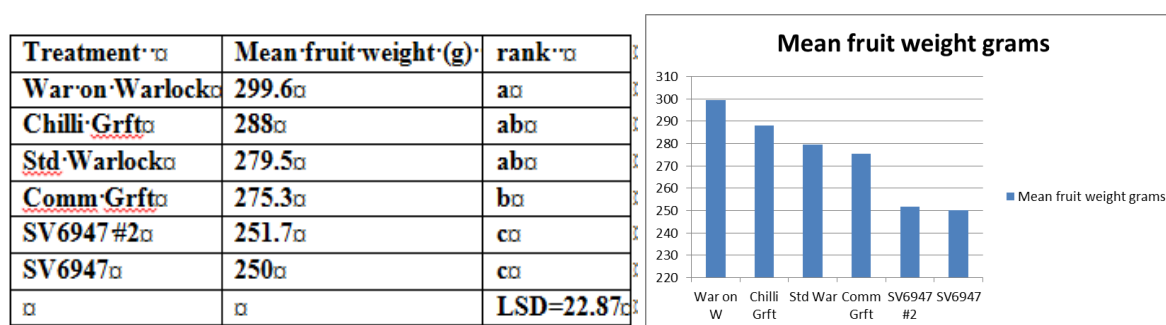 Treatment Mean fruit weight (g) rank
War on Warlock 299.6 a
Chilli Grft 288 ab
Std Warlock 279.5 ab
Comm Grft 275.3 b
SV6947 #2 251.7 c
SV6947 250 c
LSD=22.87
Mean fruit weight grams
310
300
290
280
270
260
250
240
230
220
War on W Chilli Grft Std War Comm Grft SV6947 #2 SV6947
Mean fruit weight grams